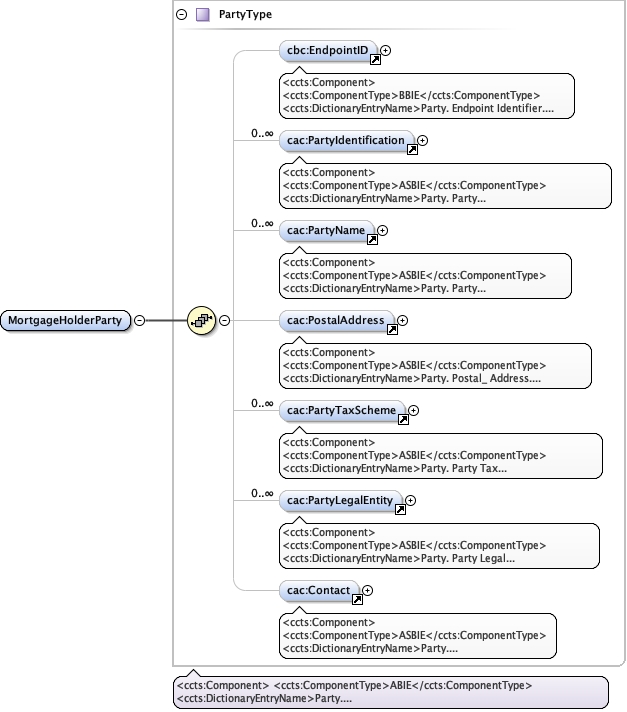 PartyType
cbc:EndpointID
<ccts:Component>
<ccts:ComponentType>BBIE</ccts:ComponentType>
<ccts:DictionaryEntryName>Party. Endpoint Identifier....
0..∞
cac:PartyIdentification
<ccts:Component>
<ccts:ComponentType>ASBIE</ccts:ComponentType>
<ccts:DictionaryEntryName>Party. Party...
0..∞
cac:PartyName
<ccts:Component>
<ccts:ComponentType>ASBIE</ccts:ComponentType>
<ccts:DictionaryEntryName>Party. Party...
MortgageHolderParty
cac:PostalAddress
<ccts:Component>
<ccts:ComponentType>ASBIE</ccts:ComponentType>
<ccts:DictionaryEntryName>Party. Postal_ Address....
0..∞
cac:PartyTaxScheme
<ccts:Component>
<ccts:ComponentType>ASBIE</ccts:ComponentType>
<ccts:DictionaryEntryName>Party. Party Tax...
0..∞
cac:PartyLegalEntity
<ccts:Component>
<ccts:ComponentType>ASBIE</ccts:ComponentType>
<ccts:DictionaryEntryName>Party. Party Legal...
cac:Contact
<ccts:Component>
<ccts:ComponentType>ASBIE</ccts:ComponentType>
<ccts:DictionaryEntryName>Party....
<ccts:Component> <ccts:ComponentType>ABIE</ccts:ComponentType>
<ccts:DictionaryEntryName>Party....